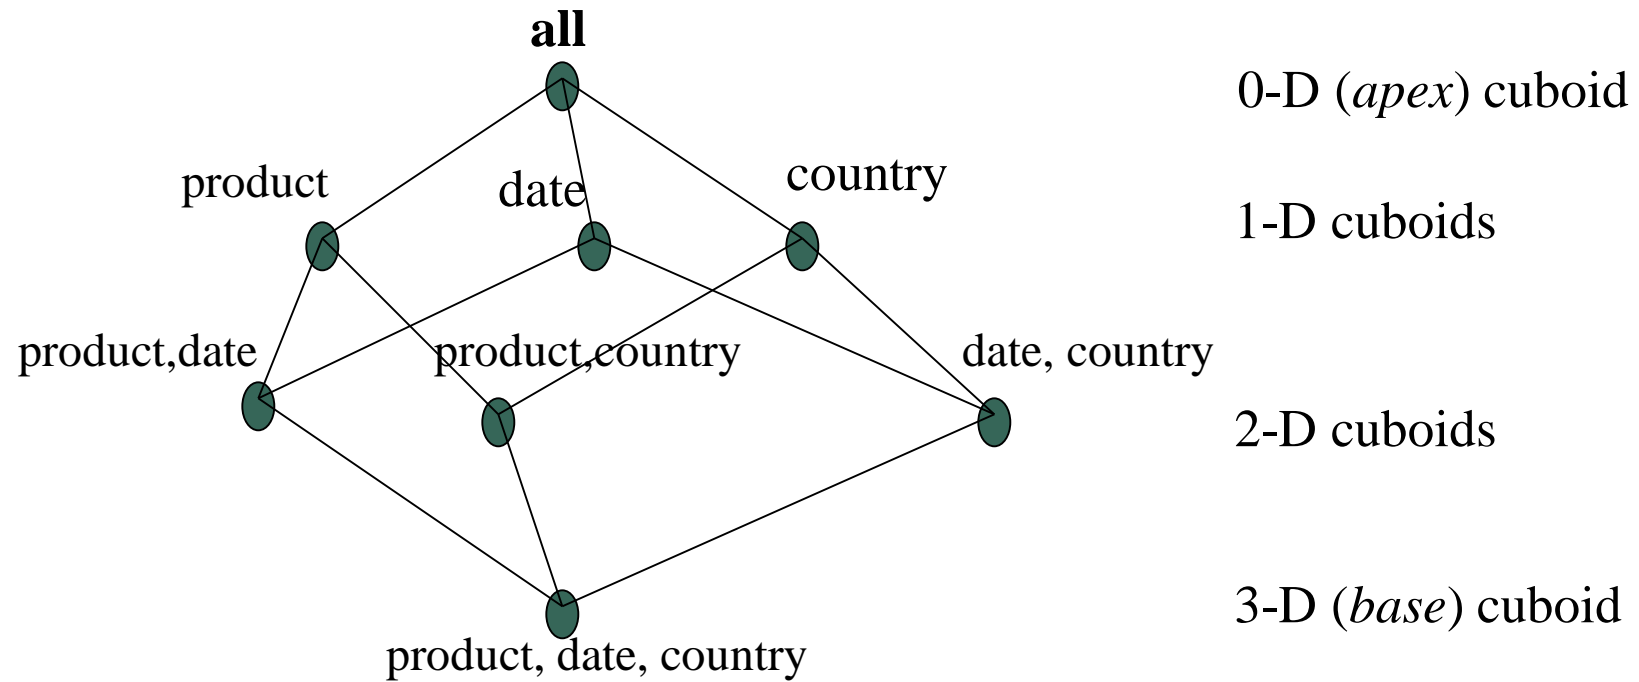 all
0-D (apex) cuboid
product
date
country
1-D cuboids
product,date
product,country
date, country
2-D cuboids
3-D (base) cuboid
product, date, country